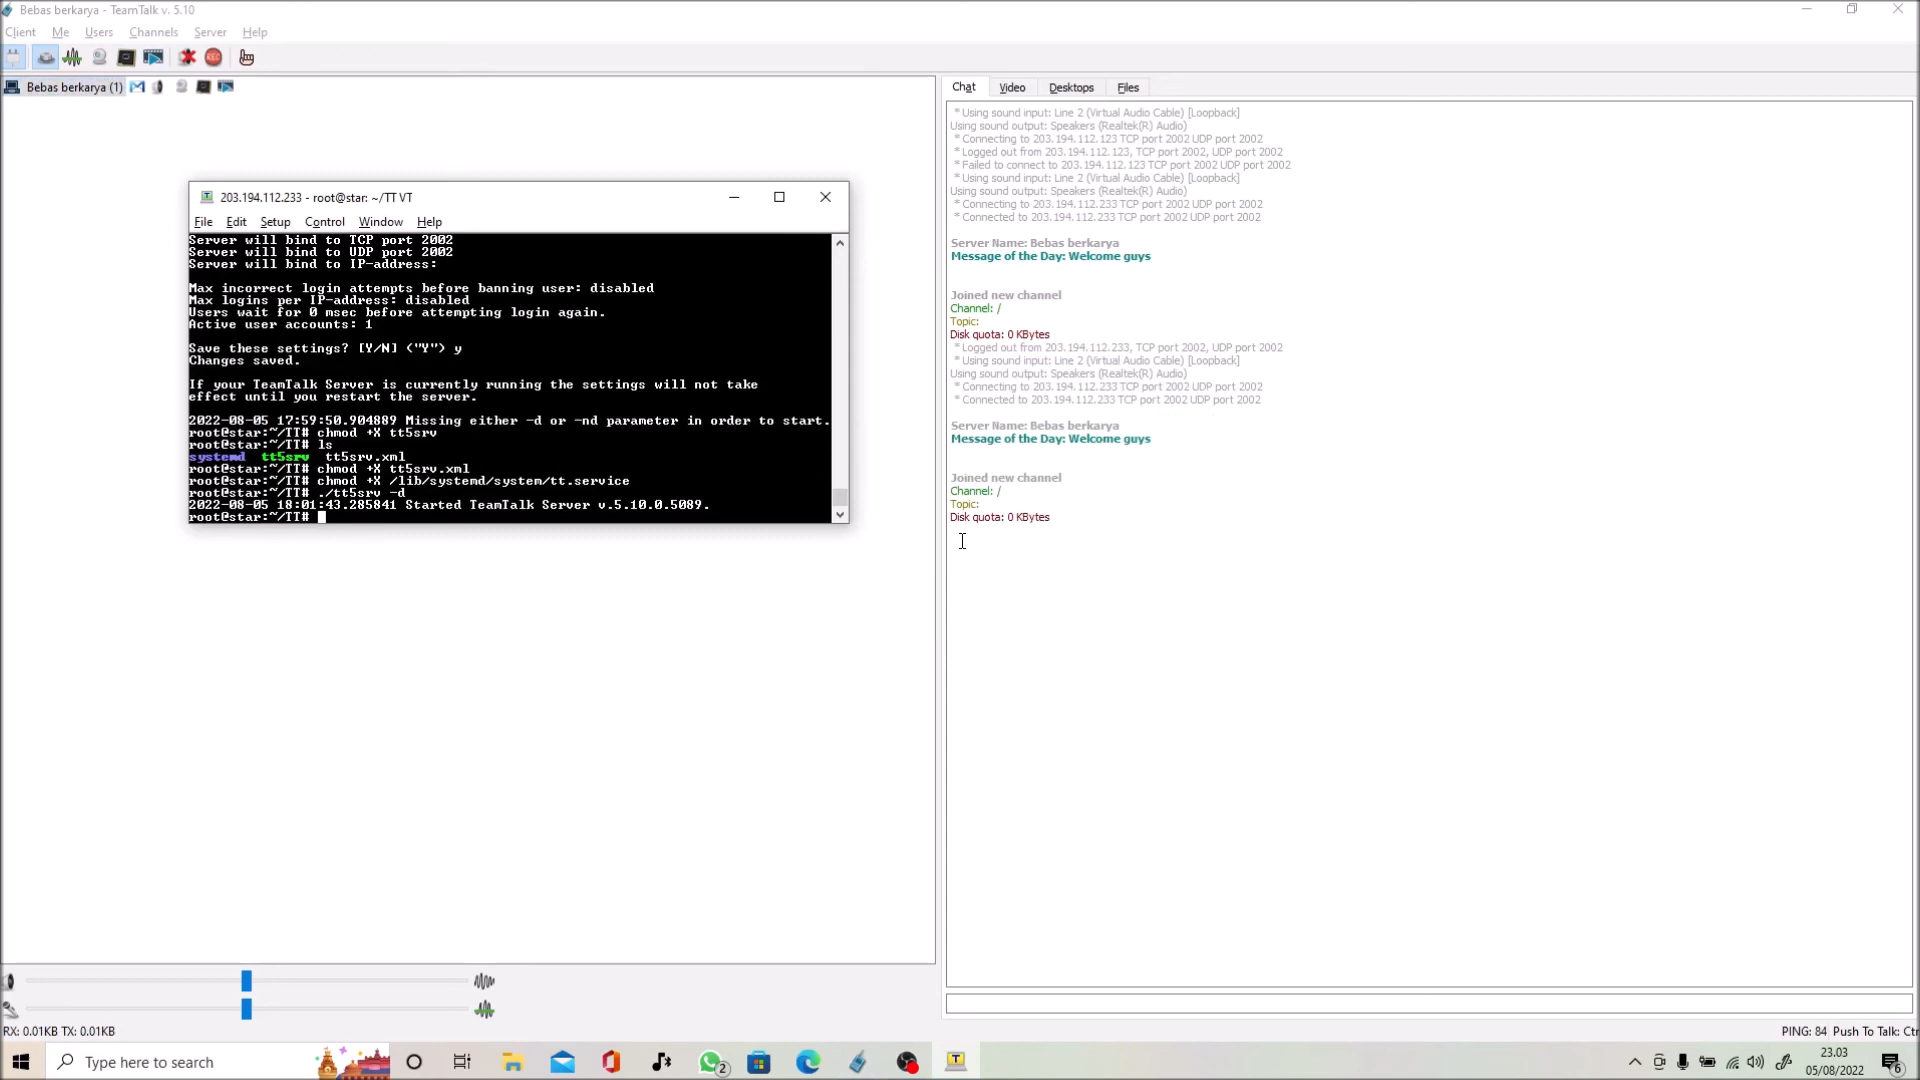 Bebas berkarya - TeamTalk v. 5.10
Client Me Users Channels Server Help
Bebas berkarya (1)
203.194.112.233 - root@star: ~/TT VT
File Edit Setup Control Window Help
Server will bind to TCP port 2002
Server will bind to UDP port 2002
Server will bind to IP-address:
Max incorrect login attempts before banning user: disabled
Max logins per IP-address: disabled
Users wait for 0 msec before attempting login again.
Active user accounts: 1
Save these settings? [Y/N] ("Y") y
Changes saved.
If your TeamTalk Server is currently running the settings will not take
effect until you restart the server.
2022-08-05 17:59:50.904889 Missing either -d or -nd parameter in order to start.
root@star:~/TT# chmod +X tt5srv
root@star:~/TT# ls
systemd tt5srv tt5srv.xml
root@star:~/TT# chmod +X tt5srv.xml
root@star:~/TT# chmod +X /lib/systemd/system/tt.service
root@star:~/TT# ./tt5srv -d
2022-08-05 18:01:43.285841 Started TeamTalk Server v.5.10.0.5089.
root@star:~/TT#
Chat Video Desktops Files
* Using sound input: Line 2 (Virtual Audio Cable) [Loopback]
Using sound output: Speakers (Realtek(R) Audio)
* Connecting to 203.194.112.123 TCP port 2002 UDP port 2002
* Logged out from 203.194.112.123, TCP port 2002, UDP port 2002
* Failed to connect to 203.194.112.123 TCP port 2002 UDP port 2002
* Using sound input: Line 2 (Virtual Audio Cable) [Loopback]
Using sound output: Speakers (Realtek(R) Audio)
* Connecting to 203.194.112.233 TCP port 2002 UDP port 2002
* Connected to 203.194.112.233 TCP port 2002 UDP port 2002
Server Name: Bebas berkarya
Message of the Day: Welcome guys
Joined new channel
Channel: /
Topic:
Disk quota: 0 KBytes
* Logged out from 203.194.112.233, TCP port 2002, UDP port 2002
* Using sound input: Line 2 (Virtual Audio Cable) [Loopback]
Using sound output: Speakers (Realtek(R) Audio)
* Connecting to 203.194.112.233 TCP port 2002 UDP port 2002
* Connected to 203.194.112.233 TCP port 2002 UDP port 2002
Server Name: Bebas berkarya
Message of the Day: Welcome guys
Joined new channel
Channel: /
Topic:
Disk quota: 0 KBytes
RX: 0.01KB TX: 0.01KB
PING: 84 Push To Talk: Ctr
Type here to search
2
23.03
05/08/2022
6